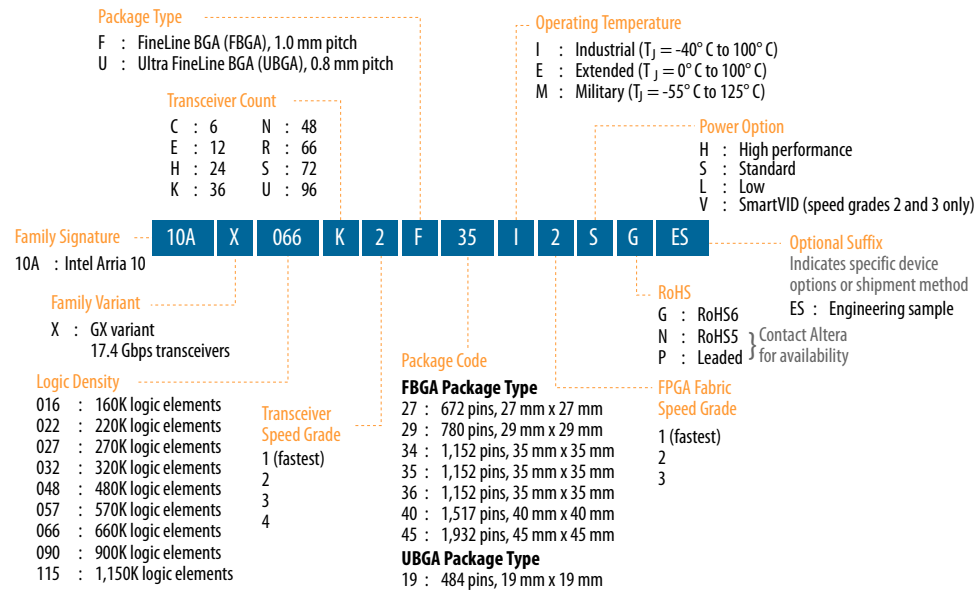 Package Type
F : FineLine BGA (FBGA), 1.0 mm pitch
U : Ultra FineLine BGA (UBGA), 0.8 mm pitch
Operating Temperature
I : Industrial (TJ = -40° C to 100° C)
E : Extended (TJ = 0° C to 100° C)
M : Military (TJ = -55° C to 125° C)
Transceiver Count
C : 6 N : 48
E : 12 R : 66
H : 24 S : 72
K : 36 U : 96
Power Option
H : High performance
S : Standard
L : Low
V : SmartVID (speed grades 2 and 3 only)
Family Signature
10A : Intel Arria 10
10A X 066 K 2 F 35 I 2 S G ES
Optional Suffix
Indicates specific device
options or shipment method
ES : Engineering sample
Family Variant
X : GX variant
17.4 Gbps transceivers
RoHS
G : RoHS6
N : RoHS5
P : Leaded
} Contact Altera
for availability
Logic Density
016 : 160K logic elements
022 : 220K logic elements
027 : 270K logic elements
032 : 320K logic elements
048 : 480K logic elements
057 : 570K logic elements
066 : 660K logic elements
090 : 900K logic elements
115 : 1,150K logic elements
Transceiver
Speed Grade
1 (fastest)
2
3
4
Package Code
FBGA Package Type
27 : 672 pins, 27 mm x 27 mm
29 : 780 pins, 29 mm x 29 mm
34 : 1,152 pins, 35 mm x 35 mm
35 : 1,152 pins, 35 mm x 35 mm
36 : 1,152 pins, 35 mm x 35 mm
40 : 1,517 pins, 40 mm x 40 mm
45 : 1,932 pins, 45 mm x 45 mm
UBGA Package Type
19 : 484 pins, 19 mm x 19 mm
FPGA Fabric
Speed Grade
1 (fastest)
2
3